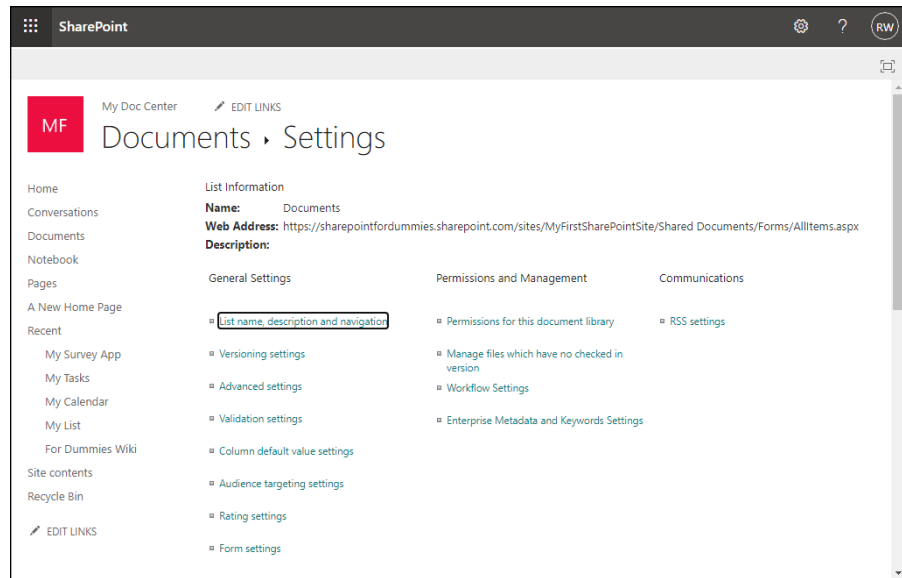 SharePoint
?
RW
MF
My Doc Center
EDIT LINKS
Documents ▸ Settings
Home
Conversations
Documents
Notebook
Pages
A New Home Page
Recent
My Survey App
My Tasks
My Calendar
My List
For Dummies Wiki
Site contents
Recycle Bin
EDIT LINKS
List Information
Name: Documents
Web Address: https://sharepointfordummies.sharepoint.com/sites/MyFirstSharePointSite/Shared Documents/Forms/AllItems.aspx
Description:
General Settings
List name, description and navigation
Versioning settings
Advanced settings
Validation settings
Column default value settings
Audience targeting settings
Rating settings
Form settings
Permissions and Management
Permissions for this document library
Manage files which have no checked in
version
Workflow Settings
Enterprise Metadata and Keywords Settings
Communications
RSS settings